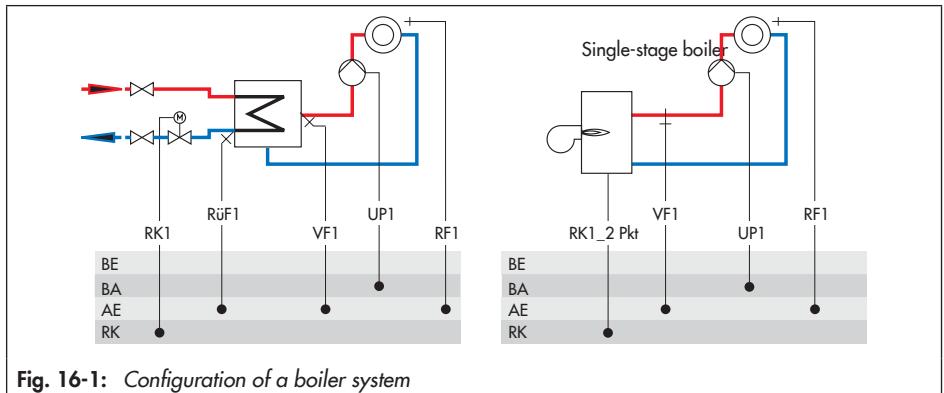 Single-stage boiler
M
RüF1
UP1
RK1
VF1
RF1
VF1
RF1
RK1_2 Pkt
UP1
BE
BA
AE
RK
BE
BA
AE
RK
Fig. 16-1: Configuration of a boiler system